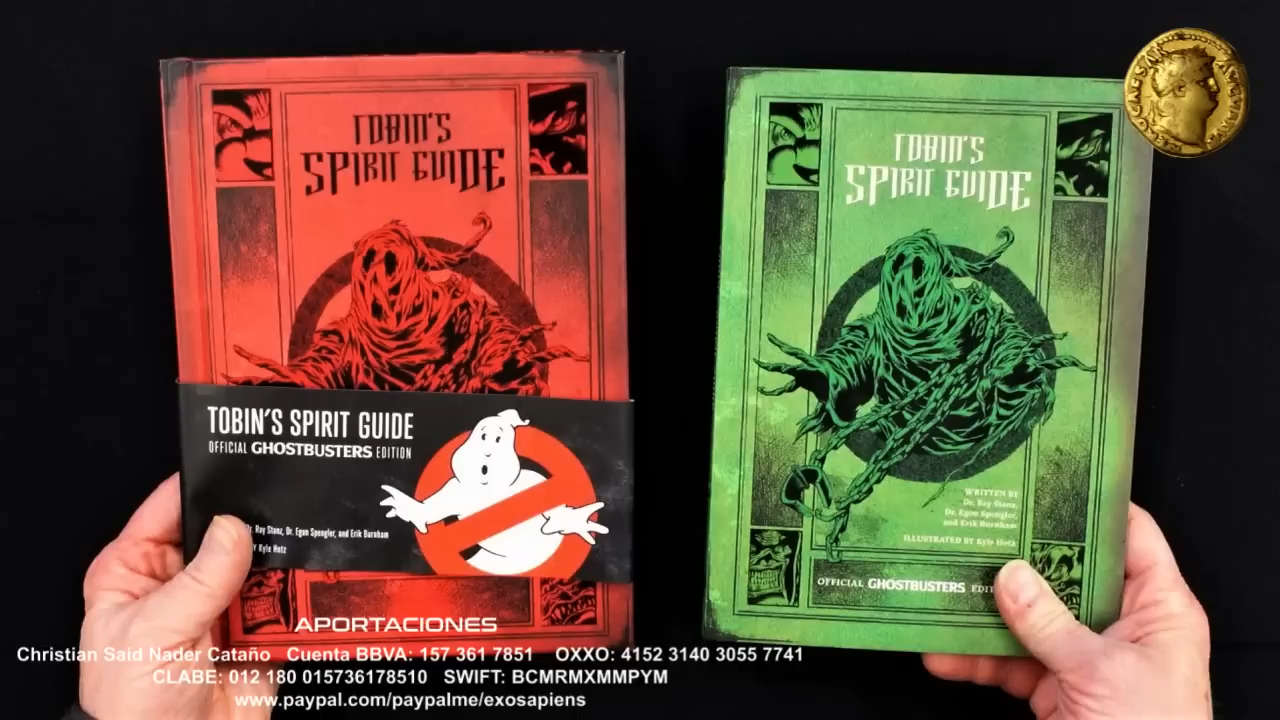 TOBIN'S
SPIRIT GUIDE
TOBIN'S SPIRIT GUIDE
OFFICIAL GHOSTBUSTERS EDITION
Ray Stanz, Dr. Egon Spengler, and Erik Burnham
Kyle Hotz
TOBIN'S
SPIRIT GUIDE
WRITTEN BY
Dr. Ray Stanz,
Dr. Egon Spengler,
and Erik Burnham
ILLUSTRATED BY Kyle Hotz
OFFICIAL GHOSTBUSTERS
APORTACIONES
Christian Said Nader Cataño Cuenta BBVA: 157 361 7851 OXXO: 4152 3140 3055 7741
CLABE: 012 180 015736178510 SWIFT: BCMRMXMMPYM
www.paypal.com/paypalme/exosapiens